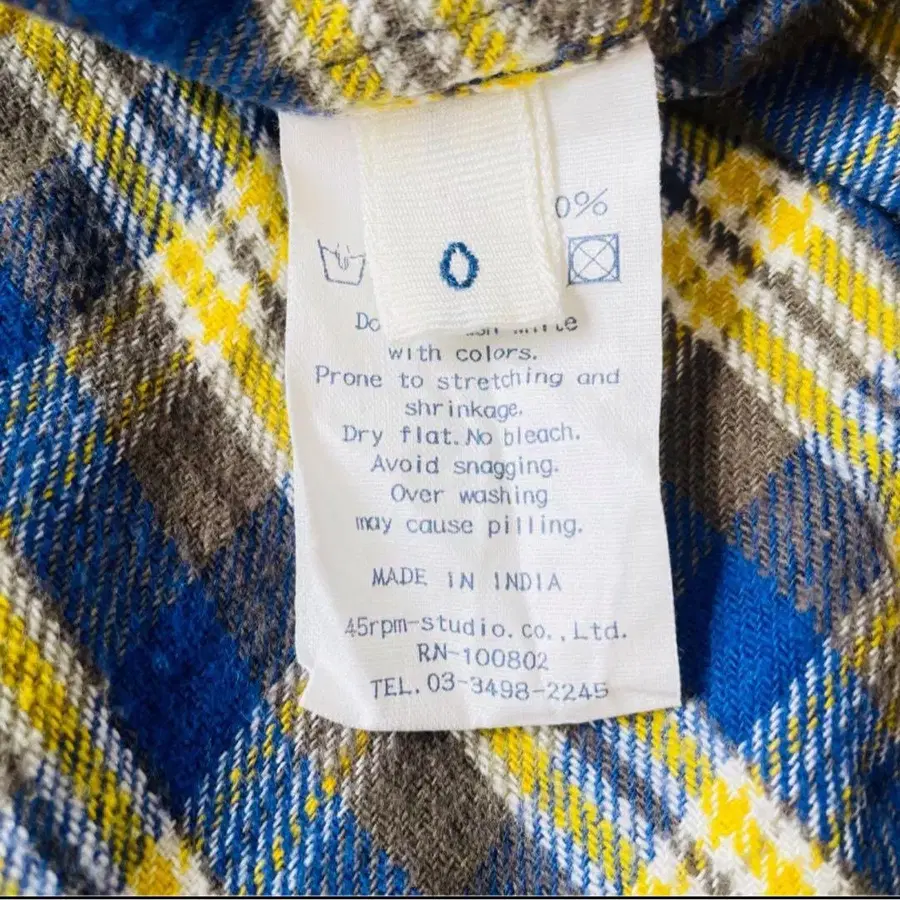 0%
0
with colors.
Prone to stretching and
shrinkage.
Dry flat.No bleach.
Avoid snagging.
Over washing
may cause pilling.
MADE IN INDIA
45rpm-studio.co.,Ltd.
RN-100802
TEL.03-3498-2245